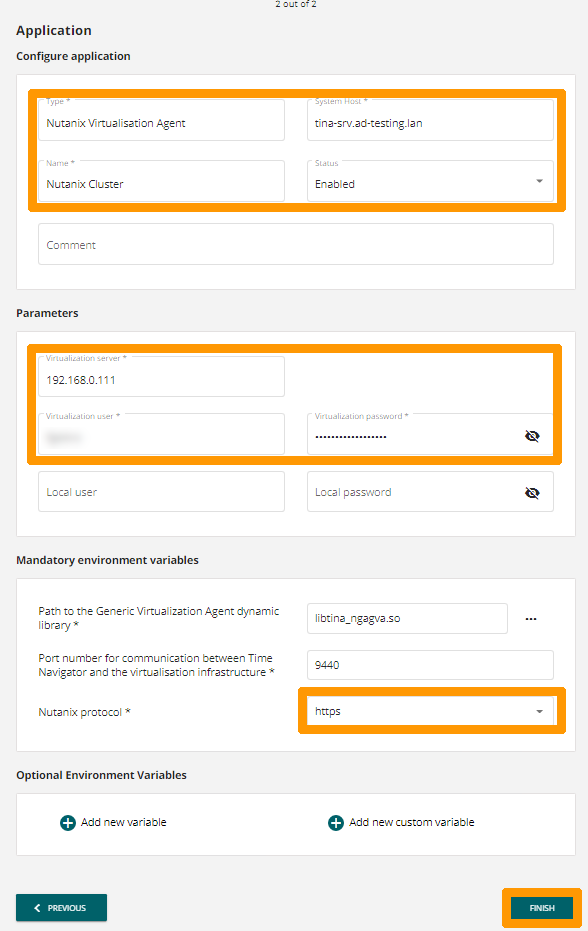 2 out of 2
Application
Configure application
Type *
System Host *
Nutanix Virtualisation Agent
tina-srv.ad-testing.lan
Name *
Status
Nutanix Cluster
Enabled
Comment
Parameters
Virtualization server *
192.168.0.111
Virtualization user *
Virtualization password *
••••••••••••••••••
Local user
Local password
Mandatory environment variables
Path to the Generic Virtualization Agent dynamic
library *
libtina_ngagva.so
...
Port number for communication between Time
Navigator and the virtualisation infrastructure *
9440
Nutanix protocol *
https
Optional Environment Variables
Add new variable
Add new custom variable
PREVIOUS
FINISH